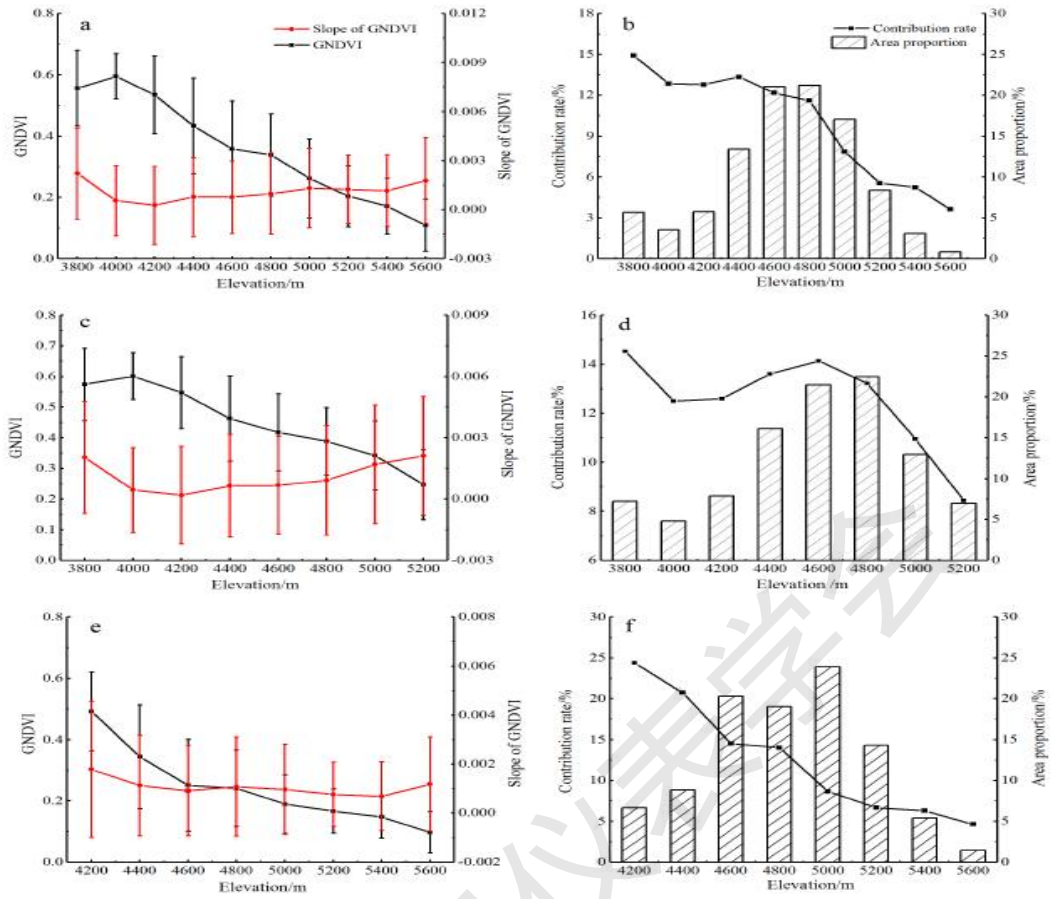 a
Slope of GNDVI
GNDVI
0.8
0.6
0.4
0.2
0.0
GNDVI
0.012
0.009
0.006
0.003
0.000
-0.003
Slope of GNDVI
3800 4000 4200 4400 4600 4800 5000 5200 5400 5600
Elevation/m
b
Contribution rate
Area proportion
18
15
12
9
6
3
0
Contribution rate/%
30
25
20
15
10
5
0
Area proportion/%
3800 4000 4200 4400 4600 4800 5000 5200 5400 5600
Elevation/m
c
0.8
0.7
0.6
0.5
0.4
0.3
0.2
0.1
0.0
GNDVI
0.009
0.006
0.003
0.000
-0.003
Slope of GNDVI
3800 4000 4200 4400 4600 4800 5000 5200
Elevation/m
d
16
14
12
10
8
6
Contribution rate/%
30
25
20
15
10
5
0
Area proportion/%
3800 4000 4200 4400 4600 4800 5000 5200
Elevation /m
e
0.8
0.6
0.4
0.2
0.0
GNDVI
0.008
0.006
0.004
0.002
0.000
-0.002
Slope of GNDVI
4200 4400 4600 4800 5000 5200 5400 5600
Elevation/m
f
30
25
20
15
10
5
0
Contribution rate/%
30
25
20
15
10
5
0
Area proportion/%
4200 4400 4600 4800 5000 5200 5400 5600
Elevation/m
仪表学会